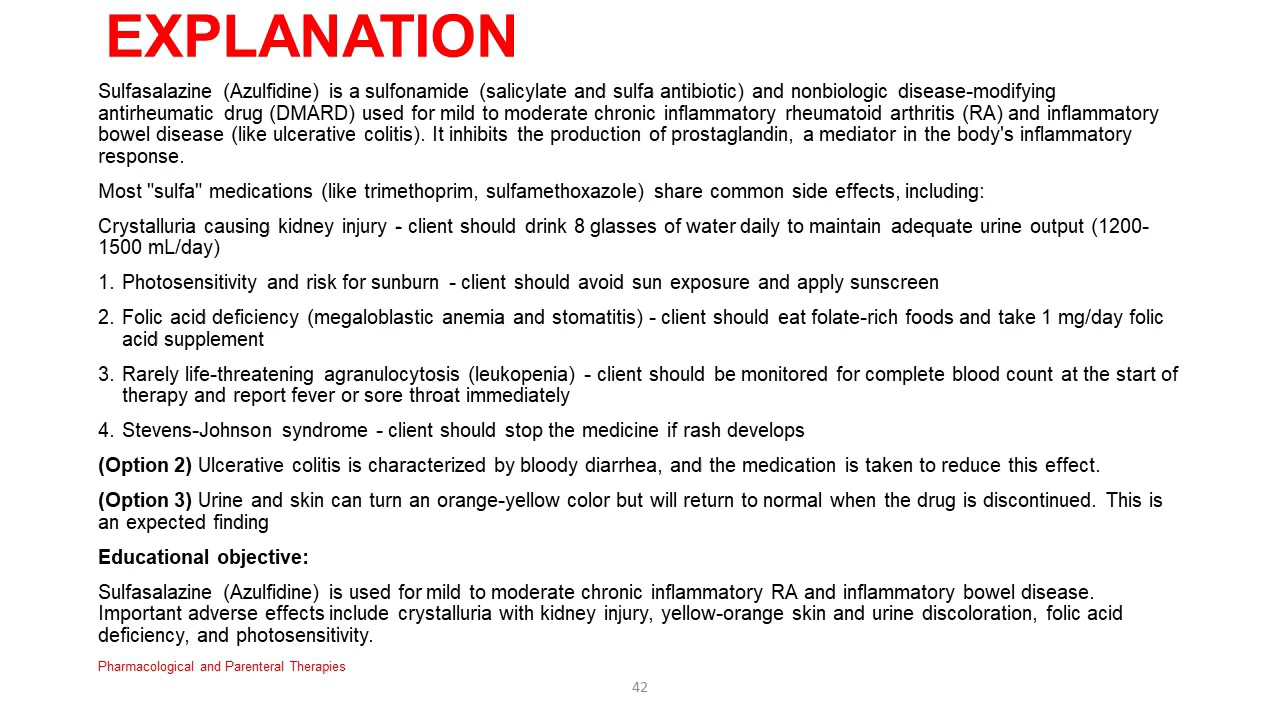 EXPLANATION
Sulfasalazine (Azulfidine) is a sulfonamide (salicylate and sulfa antibiotic) and nonbiologic disease-modifying
antirheumatic drug (DMARD) used for mild to moderate chronic inflammatory rheumatoid arthritis (RA) and inflammatory
bowel disease (like ulcerative colitis). It inhibits the production of prostaglandin, a mediator in the body's inflammatory
response.
Most "sulfa" medications (like trimethoprim, sulfamethoxazole) share common side effects, including:
Crystalluria causing kidney injury - client should drink 8 glasses of water daily to maintain adequate urine output (1200-
1500 mL/day)
1. Photosensitivity and risk for sunburn - client should avoid sun exposure and apply sunscreen
2. Folic acid deficiency (megaloblastic anemia and stomatitis) - client should eat folate-rich foods and take 1 mg/day folic
acid supplement
3. Rarely life-threatening agranulocytosis (leukopenia) - client should be monitored for complete blood count at the start of
therapy and report fever or sore throat immediately
4. Stevens-Johnson syndrome - client should stop the medicine if rash develops
(Option 2) Ulcerative colitis is characterized by bloody diarrhea, and the medication is taken to reduce this effect.
(Option 3) Urine and skin can turn an orange-yellow color but will return to normal when the drug is discontinued. This is
an expected finding
Educational objective:
Sulfasalazine (Azulfidine) is used for mild to moderate chronic inflammatory RA and inflammatory bowel disease.
Important adverse effects include crystalluria with kidney injury, yellow-orange skin and urine discoloration, folic acid
deficiency, and photosensitivity.
Pharmacological and Parenteral Therapies
42